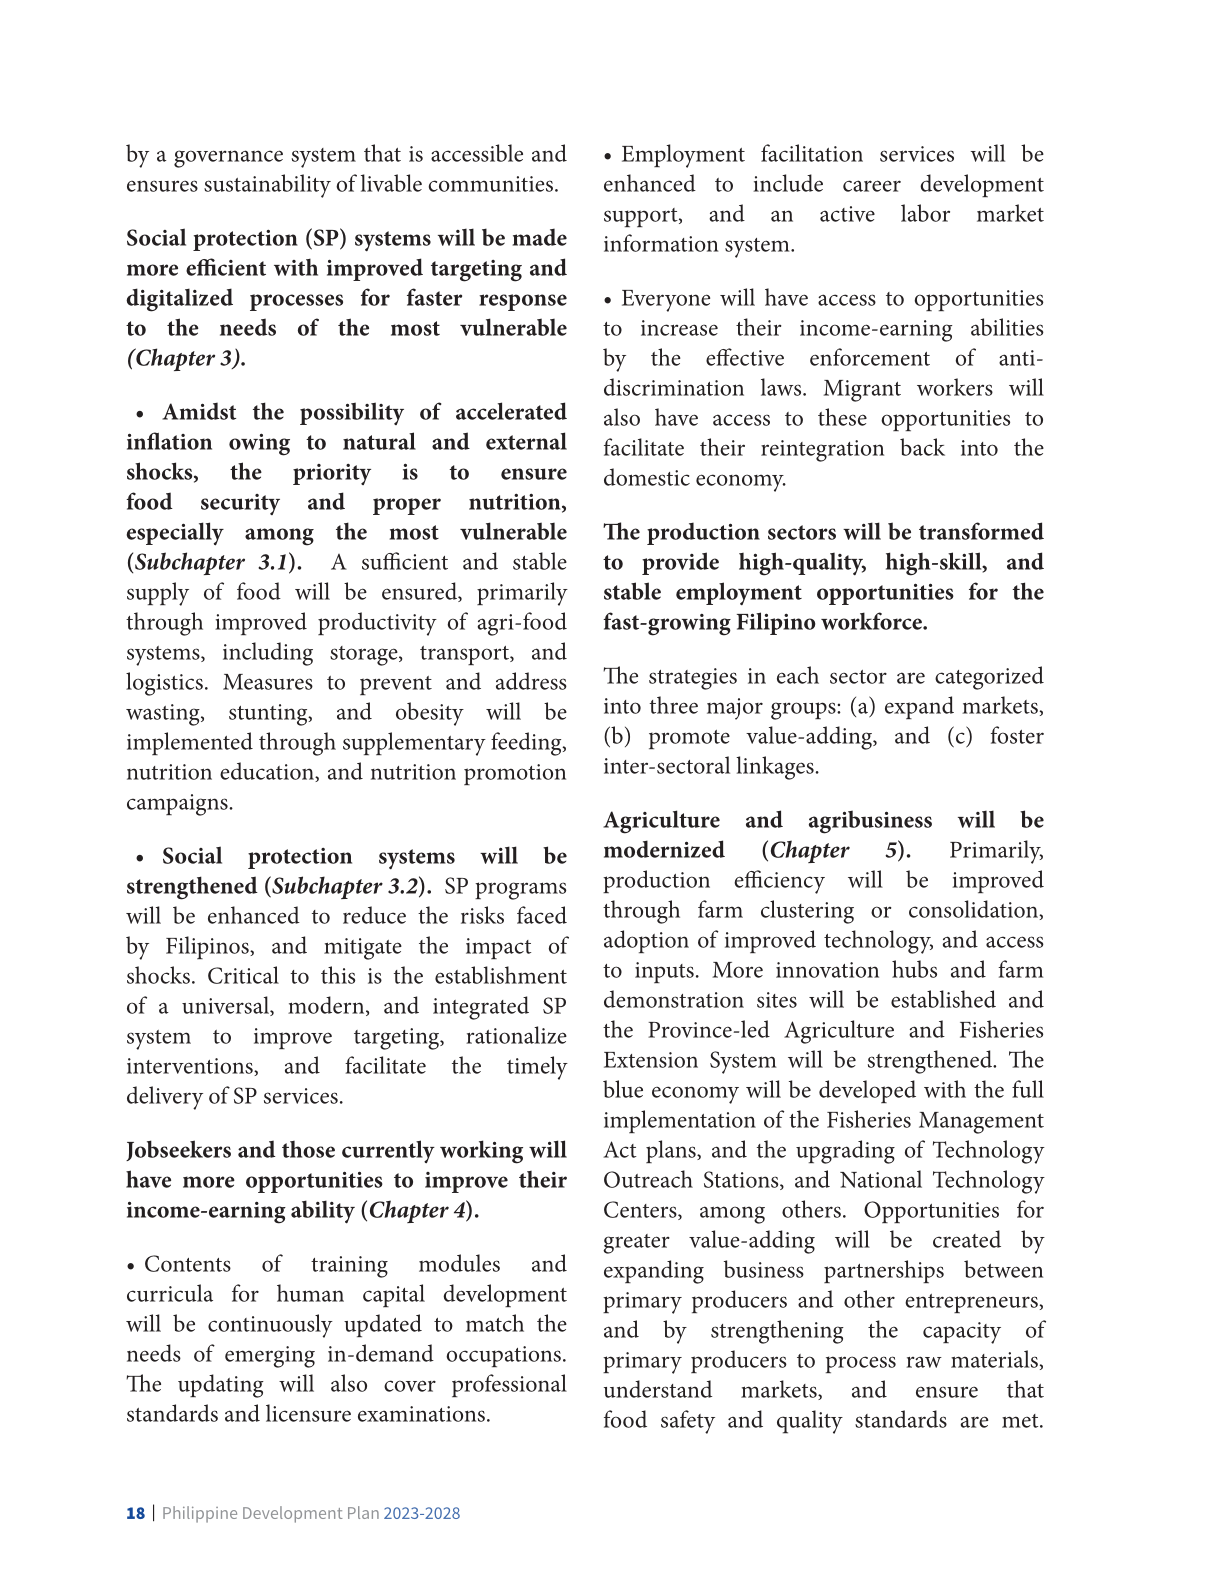 by a governance system that is accessible and
ensures sustainability of livable communities.
Social protection (SP) systems will be made
more efficient with improved targeting and
digitalized processes for faster response
to the needs of the most vulnerable
(Chapter 3).
• Amidst the possibility of accelerated
inflation owing to natural and external
shocks, the priority is to ensure
food security and proper nutrition,
especially among the most vulnerable
(Subchapter 3.1). A sufficient and stable
supply of food will be ensured, primarily
through improved productivity of agri-food
systems, including storage, transport, and
logistics. Measures to prevent and address
wasting, stunting, and obesity will be
implemented through supplementary feeding,
nutrition education, and nutrition promotion
campaigns.
• Social protection systems will be
strengthened (Subchapter 3.2). SP programs
will be enhanced to reduce the risks faced
by Filipinos, and mitigate the impact of
shocks. Critical to this is the establishment
of a universal, modern, and integrated SP
system to improve targeting, rationalize
interventions, and facilitate the timely
delivery of SP services.
Jobseekers and those currently working will
have more opportunities to improve their
income-earning ability (Chapter 4).
• Contents of training modules and
curricula for human capital development
will be continuously updated to match the
needs of emerging in-demand occupations.
The updating will also cover professional
standards and licensure examinations.
• Employment facilitation services will be
enhanced to include career development
support, and an active labor market
information system.
• Everyone will have access to opportunities
to increase their income-earning abilities
by the effective enforcement of anti-
discrimination laws. Migrant workers will
also have access to these opportunities to
facilitate their reintegration back into the
domestic economy.
The production sectors will be transformed
to provide high-quality, high-skill, and
stable employment opportunities for the
fast-growing Filipino workforce.
The strategies in each sector are categorized
into three major groups: (a) expand markets,
(b) promote value-adding, and (c) foster
inter-sectoral linkages.
Agriculture and agribusiness will be
modernized (Chapter 5). Primarily,
production efficiency will be improved
through farm clustering or consolidation,
adoption of improved technology, and access
to inputs. More innovation hubs and farm
demonstration sites will be established and
the Province-led Agriculture and Fisheries
Extension System will be strengthened. The
blue economy will be developed with the full
implementation of the Fisheries Management
Act plans, and the upgrading of Technology
Outreach Stations, and National Technology
Centers, among others. Opportunities for
greater value-adding will be created by
expanding business partnerships between
primary producers and other entrepreneurs,
and by strengthening the capacity of
primary producers to process raw materials,
understand markets, and ensure that
food safety and quality standards are met.
18 | Philippine Development Plan 2023-2028